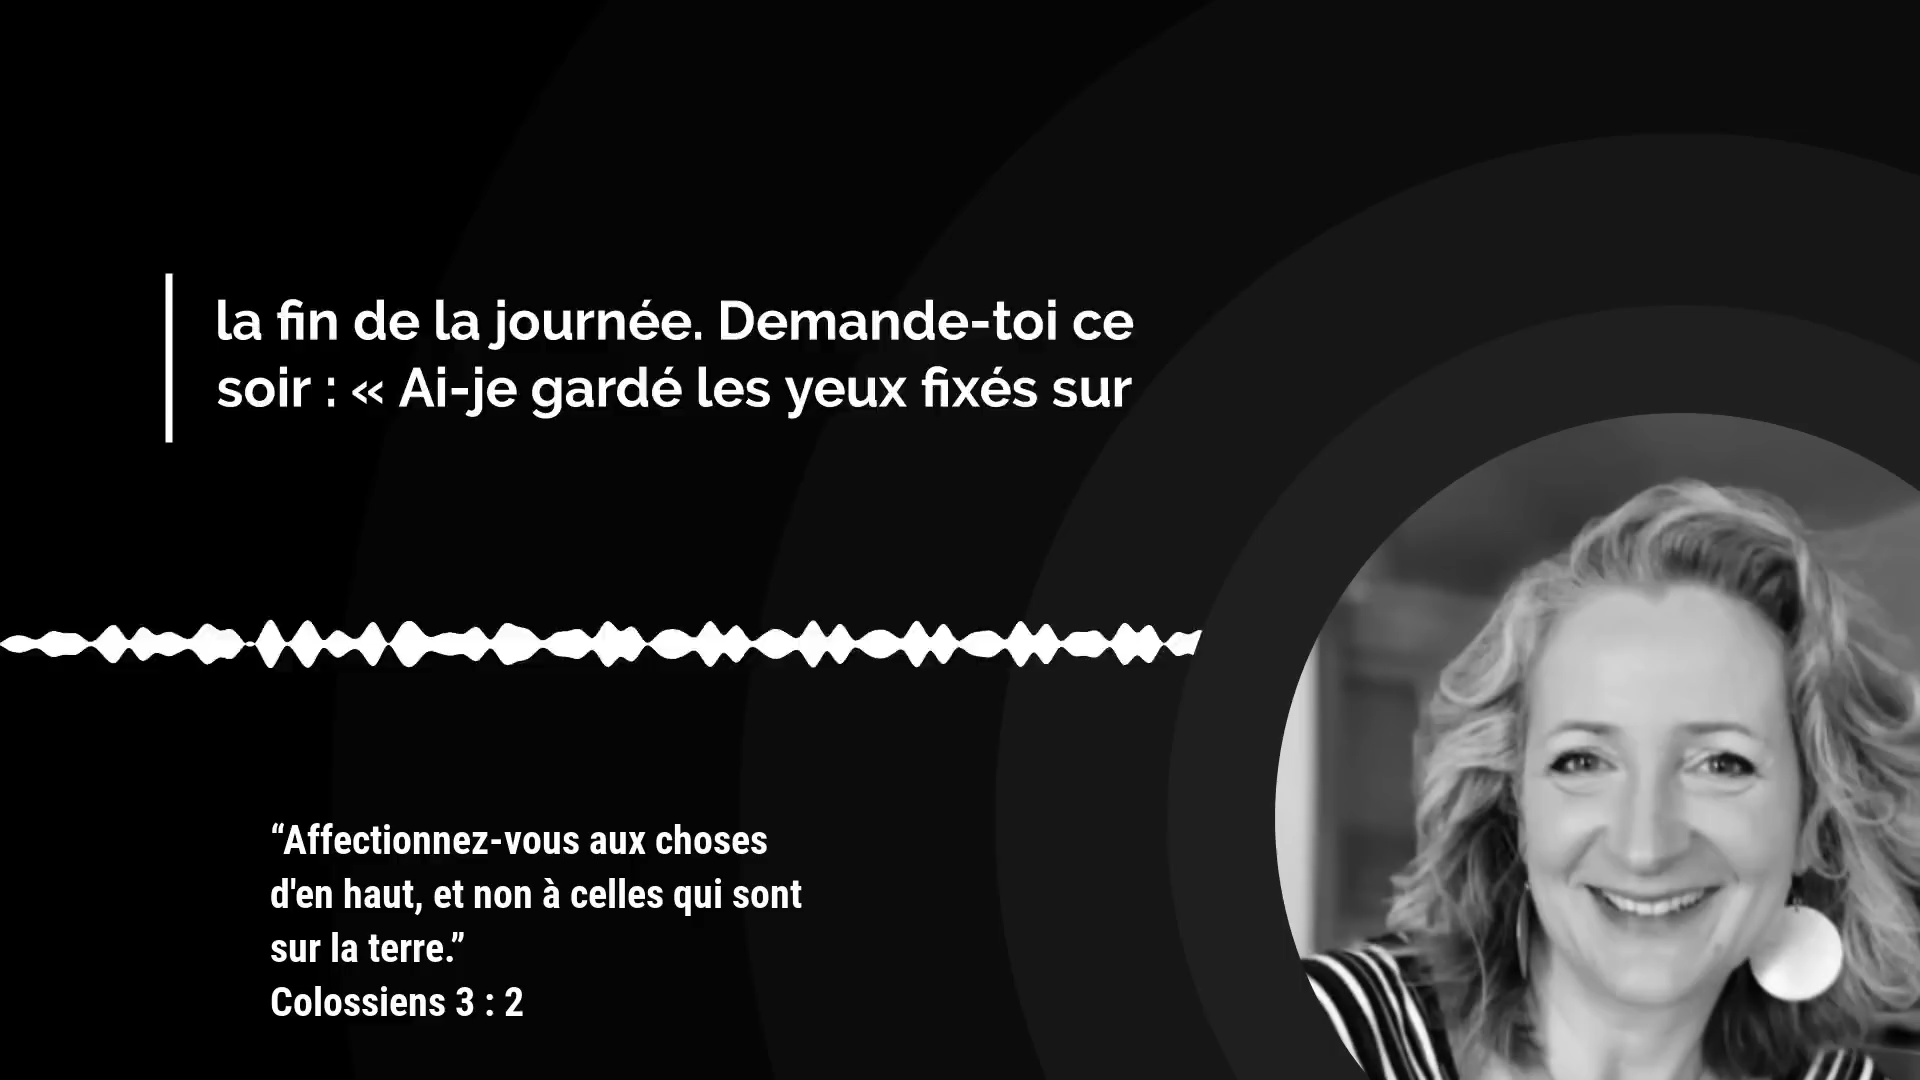 la fin de la journée. Demande-toi ce
soir : « Ai-je gardé les yeux fixés sur
“Affectionnez-vous aux choses
d'en haut, et non à celles qui sont
sur la terre.”
Colossiens 3 : 2